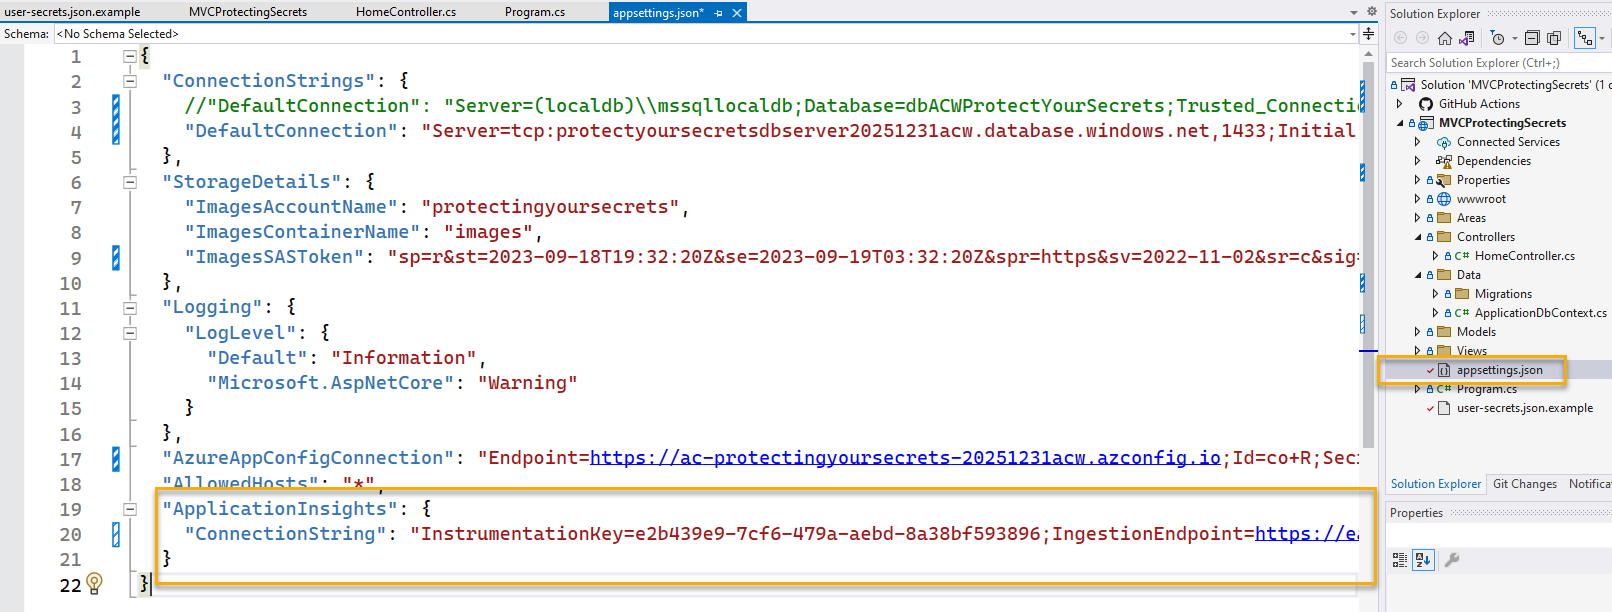 user-secrets.json.example MVCProtectingSecrets HomeController.cs Program.cs appsettings.json*
Schema: <No Schema Selected>
1 {
2 "ConnectionStrings": {
3 //"DefaultConnection": "Server=(localdb)\\mssqllocaldb;Database=dbACWProtectYourSecrets;Trusted_Connectio
4 "DefaultConnection": "Server=tcp:protectyoursecretsdbserver20251231acw.database.windows.net,1433;Initial
5 },
6 "StorageDetails": {
7 "ImagesAccountName": "protectingyoursecrets",
8 "ImagesContainerName": "images",
9 "ImagesSASToken": "sp=r&st=2023-09-18T19:32:20Z&se=2023-09-19T03:32:20Z&spr=https&sv=2022-11-02&sr=c&sig=
10 },
11 "Logging": {
12 "LogLevel": {
13 "Default": "Information",
14 "Microsoft.AspNetCore": "Warning"
15 }
16 },
17 "AzureAppConfigConnection": "Endpoint=https://ac-protectingyoursecrets-20251231acw.azconfig.io;Id=co+R;Sec
18 "AllowedHosts": "*",
19 "ApplicationInsights": {
20 "ConnectionString": "InstrumentationKey=e2b439e9-7cf6-479a-aebd-8a38bf593896;IngestionEndpoint=https://ea
21 }
22 }
Solution Explorer
Search Solution Explorer (Ctrl+;)
Solution 'MVCProtectingSecrets' (1 o
GitHub Actions
MVCProtectingSecrets
Connected Services
Dependencies
Properties
wwwroot
Areas
Controllers
C# HomeController.cs
Data
Migrations
C# ApplicationDbContext.cs
Models
Views
appsettings.json
C# Program.cs
user-secrets.json.example
Solution Explorer Git Changes Notifica
Properties